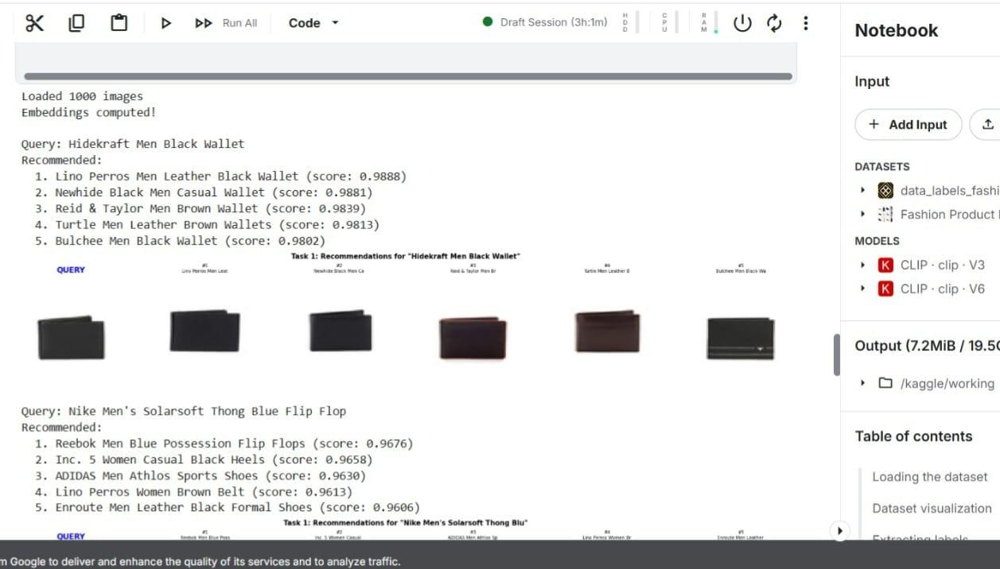 Run All
Code
Draft Session (3h:1m)
HDD
CPU
RAM
Loaded 1000 images
Embeddings computed!
Query: Hidekraft Men Black Wallet
Recommended:
1. Lino Perros Men Leather Black Wallet (score: 0.9888)
2. Newhide Black Men Casual Wallet (score: 0.9881)
3. Reid & Taylor Men Brown Wallet (score: 0.9839)
4. Turtle Men Leather Brown Wallets (score: 0.9813)
5. Bulchee Men Black Wallet (score: 0.9802)
Task 1: Recommendations for "Hidekraft Men Black Wallet"
QUERY
#1
Lino Perros Men Leat
#2
Newhide Black Men Ca
#3
Reid & Taylor Men Br
#4
Turtle Men Leather B
#5
Bulchee Men Black Wa
Query: Nike Men's Solarsoft Thong Blue Flip Flop
Recommended:
1. Reebok Men Blue Possession Flip Flops (score: 0.9676)
2. Inc. 5 Women Casual Black Heels (score: 0.9658)
3. ADIDAS Men Athlos Sports Shoes (score: 0.9630)
4. Lino Perros Women Brown Belt (score: 0.9613)
5. Enroute Men Leather Black Formal Shoes (score: 0.9606)
Task 1: Recommendations for "Nike Men's Solarsoft Thong Blu"
QUERY
#1
Reebok Men Blue Poss
#2
Inc. 5 Women Casual
#3
ADIDAS Men Athlos Sp
#4
Lino Perros Women Br
#5
Enroute Men Leather
m Google to deliver and enhance the quality of its services and to analyze traffic.
Notebook
Input
+ Add Input
DATASETS
data_labels_fashi
Fashion Product
MODELS
K CLIP · clip · V3
K CLIP · clip · V6
Output (7.2MiB / 19.5G
/kaggle/working
Table of contents
Loading the dataset
Dataset visualization
Extracting labels